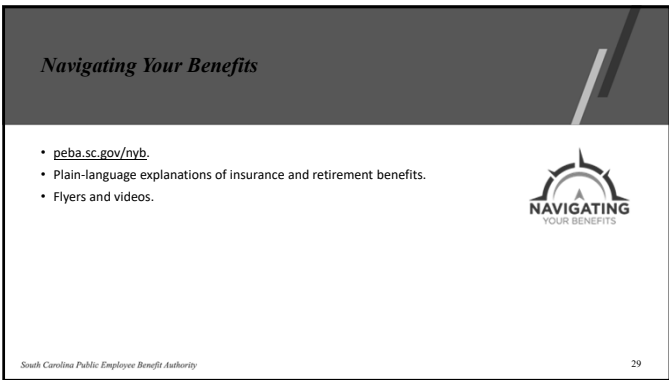 Navigating Your Benefits
• peba.sc.gov/nyb.
• Plain-language explanations of insurance and retirement benefits.
• Flyers and videos.
NAVIGATING
YOUR BENEFITS
South Carolina Public Employee Benefit Authority
29